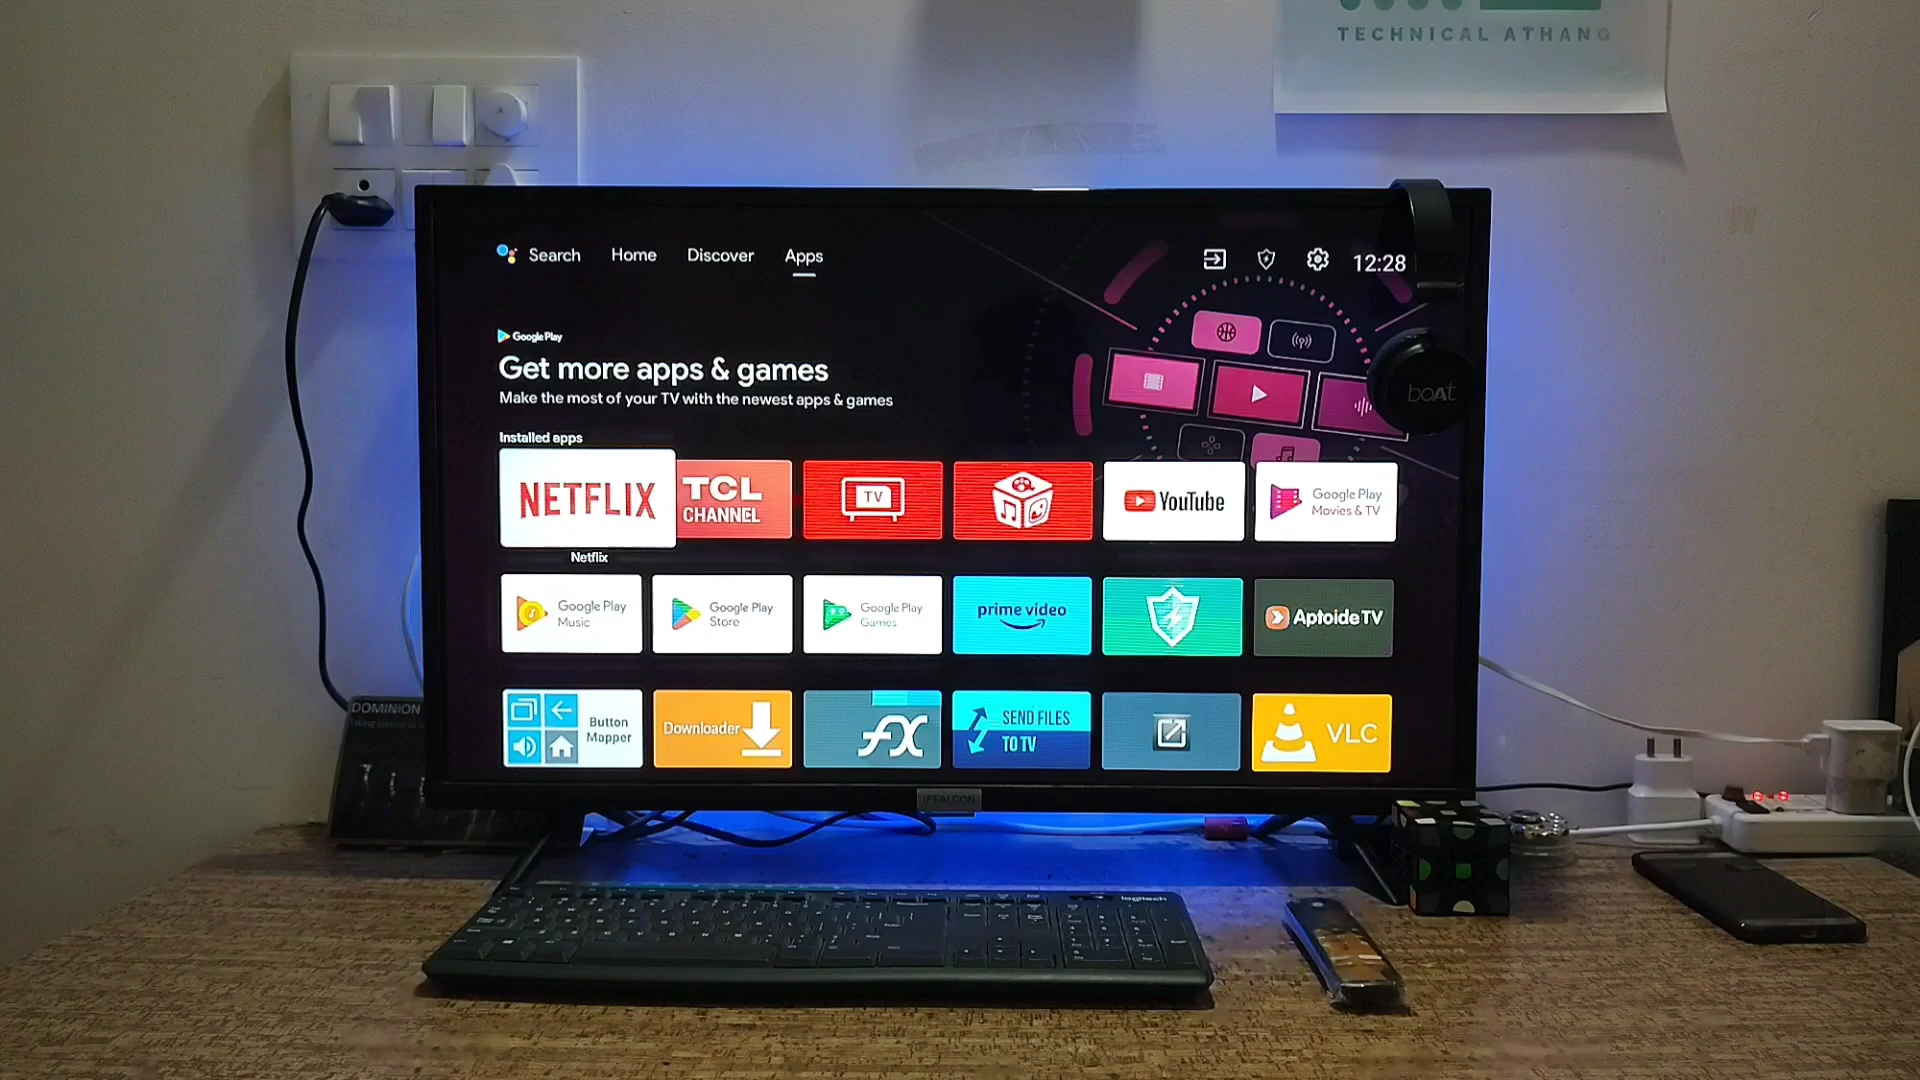 TECHNICAL ATHANG
Search Home Discover Apps
12:28
Google Play
Get more apps & games
Make the most of your TV with the newest apps & games
boAt
Installed apps
NETFLIX
TCL
CHANNEL
TV
YouTube
Google Play
Movies & TV
Netflix
Google Play
Music
Google Play
Store
Google Play
Games
prime video
Aptoide TV
Button
Mapper
Downloader
FX
SEND FILES
TO TV
VLC
DOMINION
IFFALCON
logitech